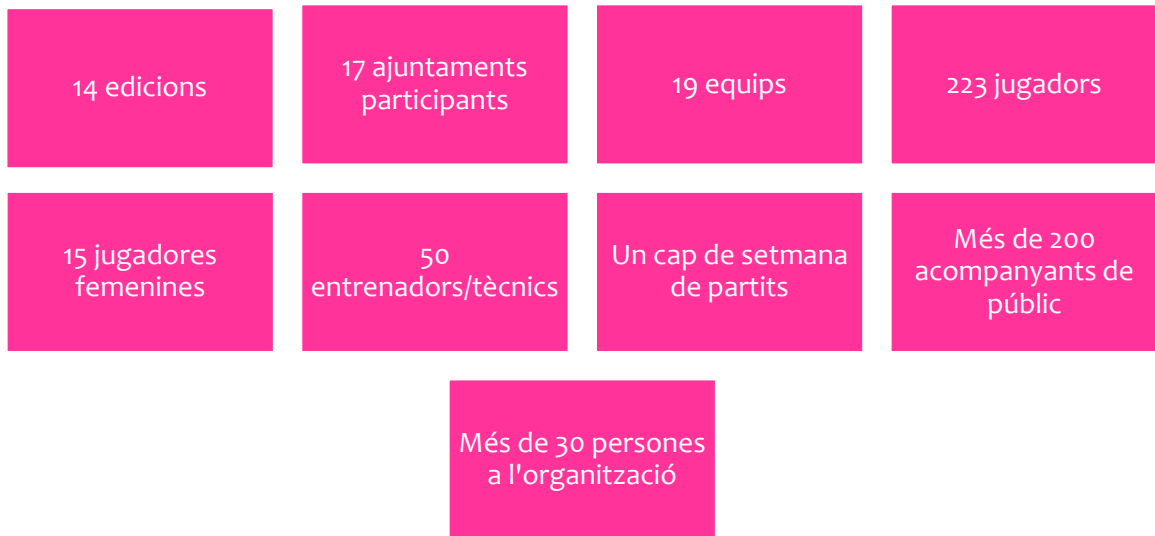 14 edicions
17 ajuntaments
participants
19 equips
223 jugadors
15 jugadores
femenines
50
entrenadors/tècnics
Un cap de setmana
de partits
Més de 200
acompanyants de
públic
Més de 30 persones
a l'organització